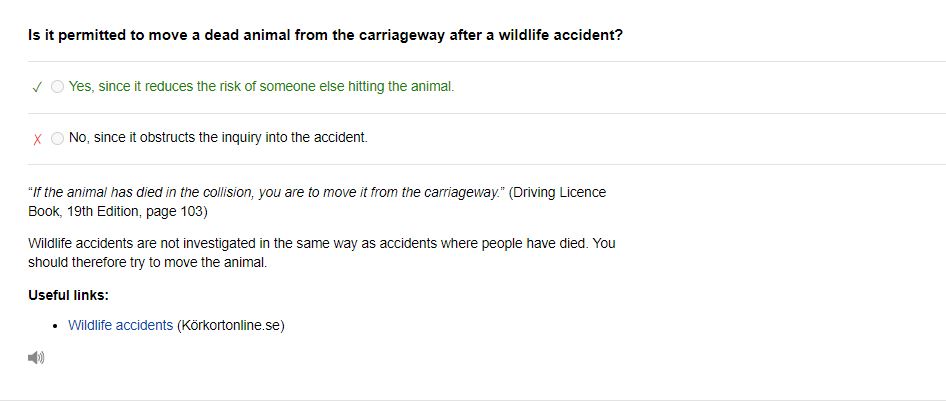 Is it permitted to move a dead animal from the carriageway after a wildlife accident?
✓ Yes, since it reduces the risk of someone else hitting the animal.
✗ No, since it obstructs the inquiry into the accident.
"If the animal has died in the collision, you are to move it from the carriageway." (Driving Licence
Book, 19th Edition, page 103)
Wildlife accidents are not investigated in the same way as accidents where people have died. You
should therefore try to move the animal.
Useful links:
• Wildlife accidents (Körkortonline.se)